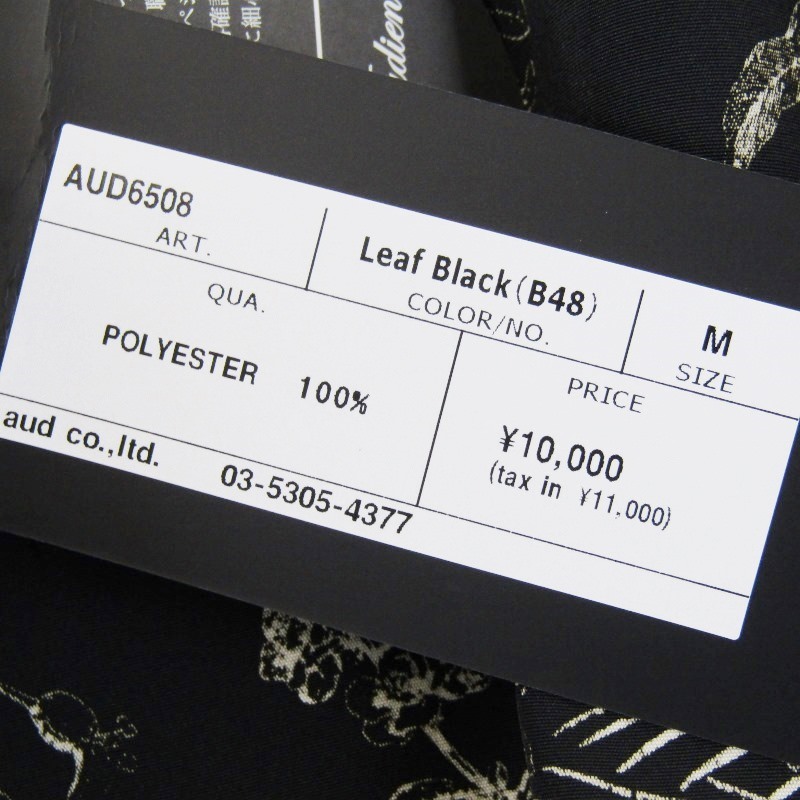 AUD6508
ART.
Leaf Black(B48)
COLOR/NO.
M
SIZE
QUA.
POLYESTER 100%
PRICE
¥10,000
(tax in ¥11,000)
aud co.,ltd. 03-5305-4377